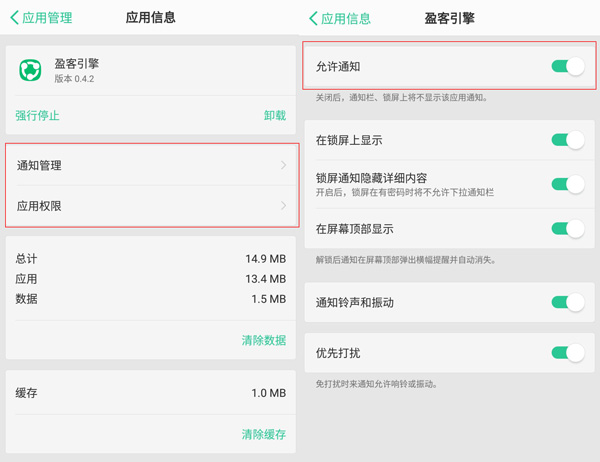 应用管理
应用信息
盈客引擎
版本 0.4.2
强行停止
卸载
通知管理
应用权限
总计
14.9 MB
应用
13.4 MB
数据
1.5 MB
清除数据
缓存
1.0 MB
清除缓存
应用信息
盈客引擎
允许通知
关闭后，通知栏、锁屏上将不显示该应用通知。
在锁屏上显示
锁屏通知隐藏详细内容
开启后，锁屏在有密码时将不允许下拉通知栏
在屏幕顶部显示
解锁后通知在屏幕顶部弹出横幅提醒并自动消失。
通知铃声和振动
优先打扰
免打扰时来通知允许响铃或振动。